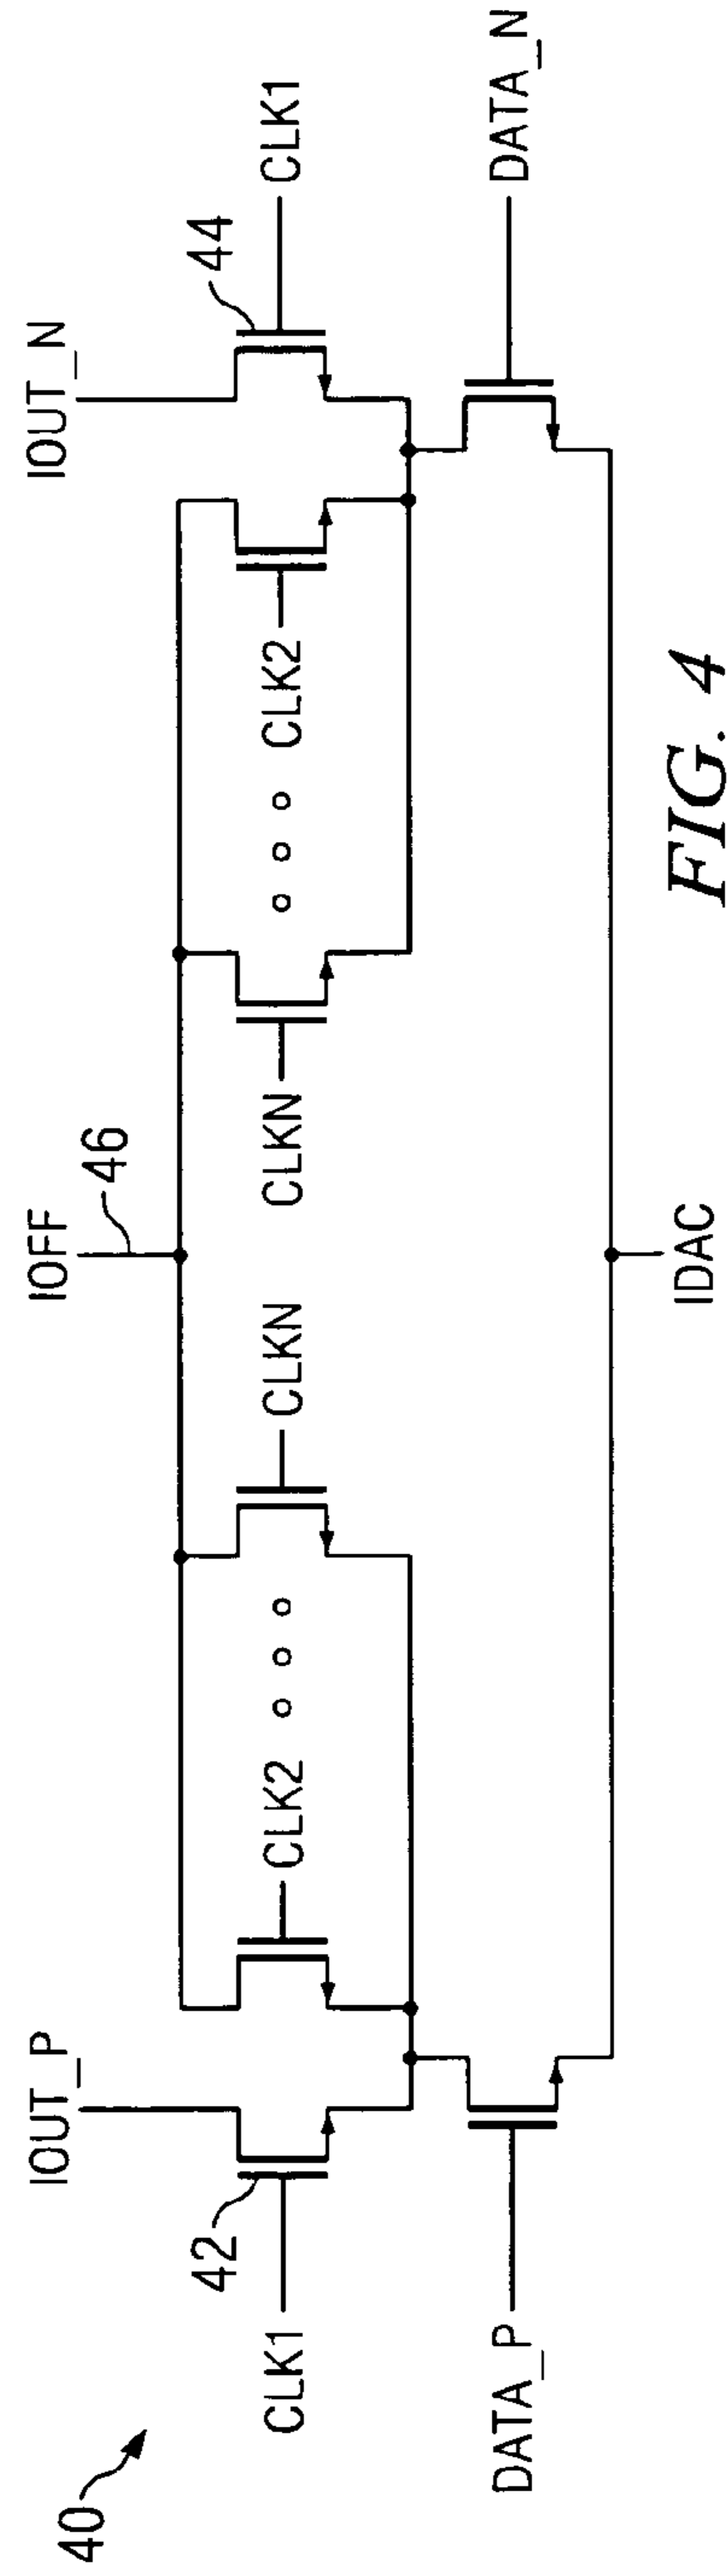 40
IOUT_P
IOFF
46
IOUT_N
42
44
CLK1
CLK2
CLKN
CLKN
CLK2
CLK1
DATA_P
DATA_N
IDAC
FIG. 4